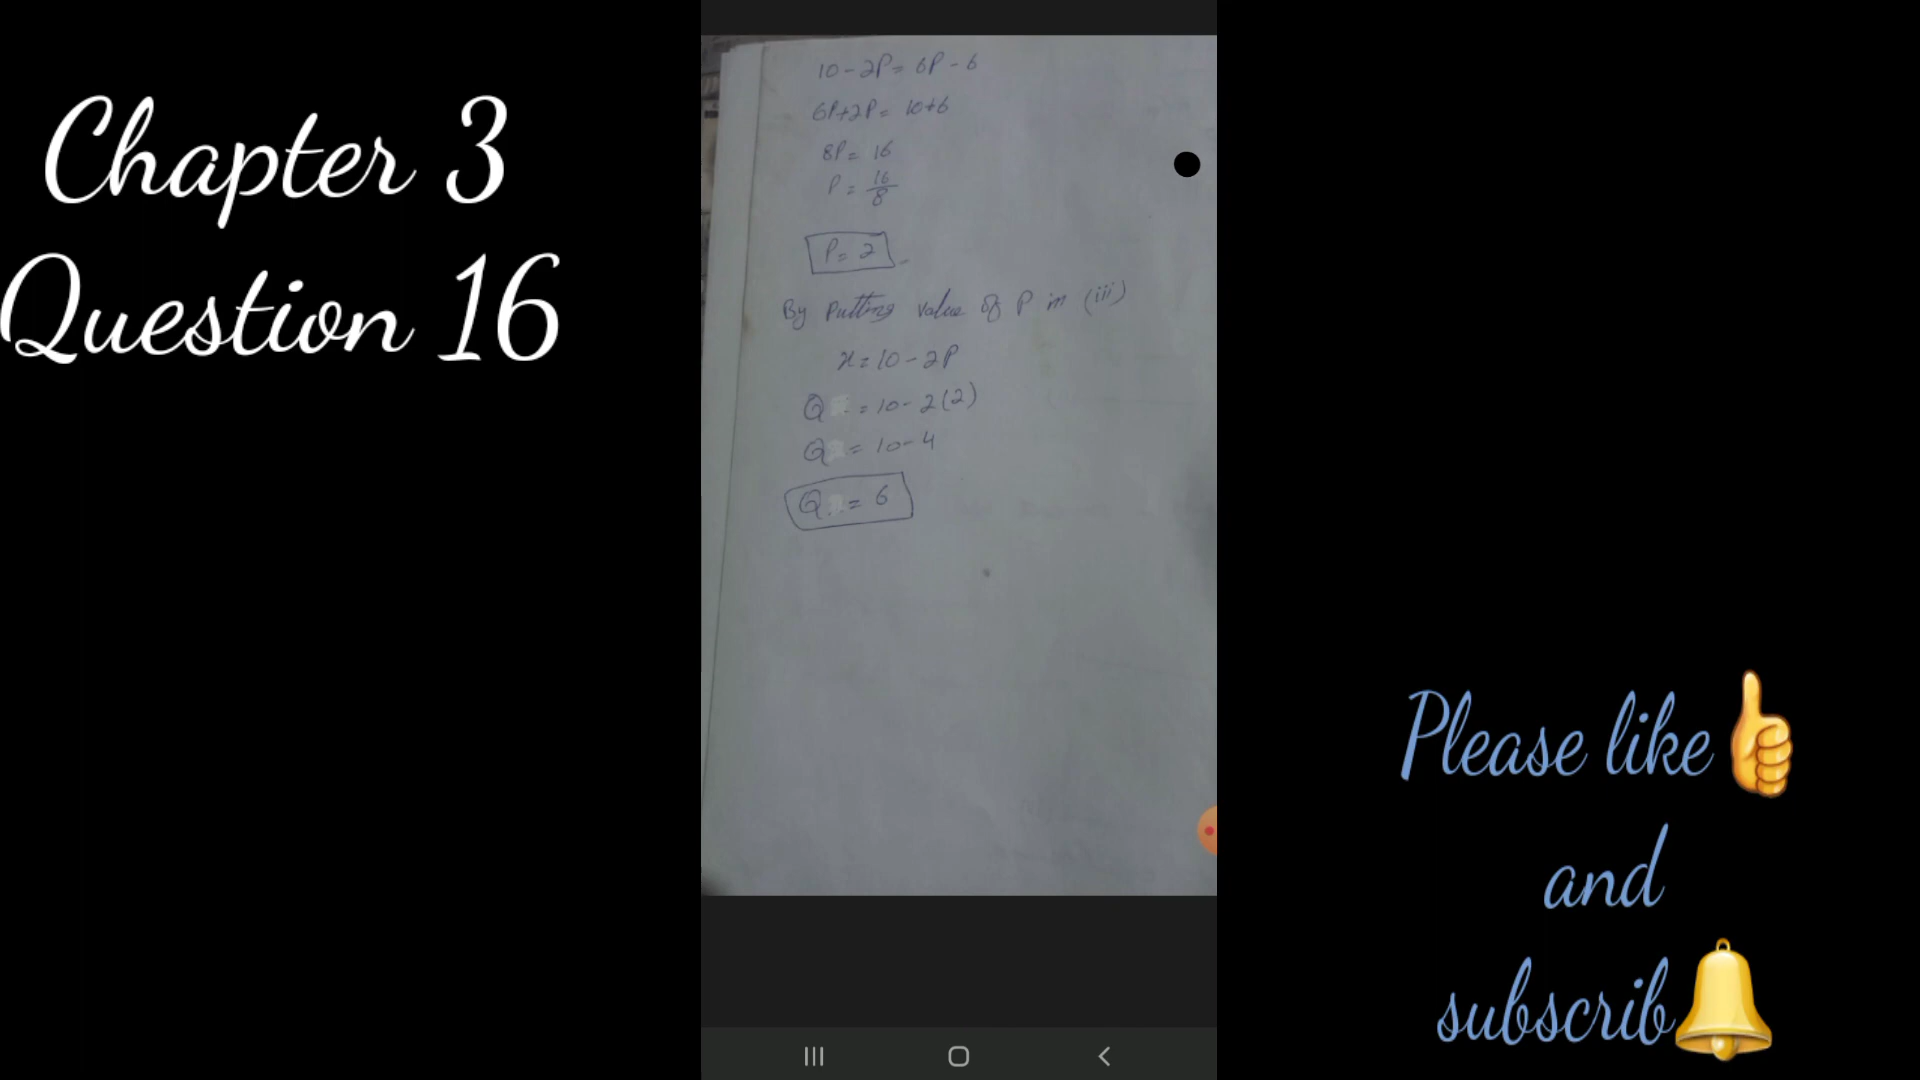 Chapter 3
Question 16
10 - 2P = 6P - 6
6P+2P = 10+6
8P = 16
P = 16/8
P = 2
By Putting value of P in (iii)
x = 10 - 2P
Q = 10 - 2(2)
Q = 10 - 4
Q = 6
Please like
and
subscrib